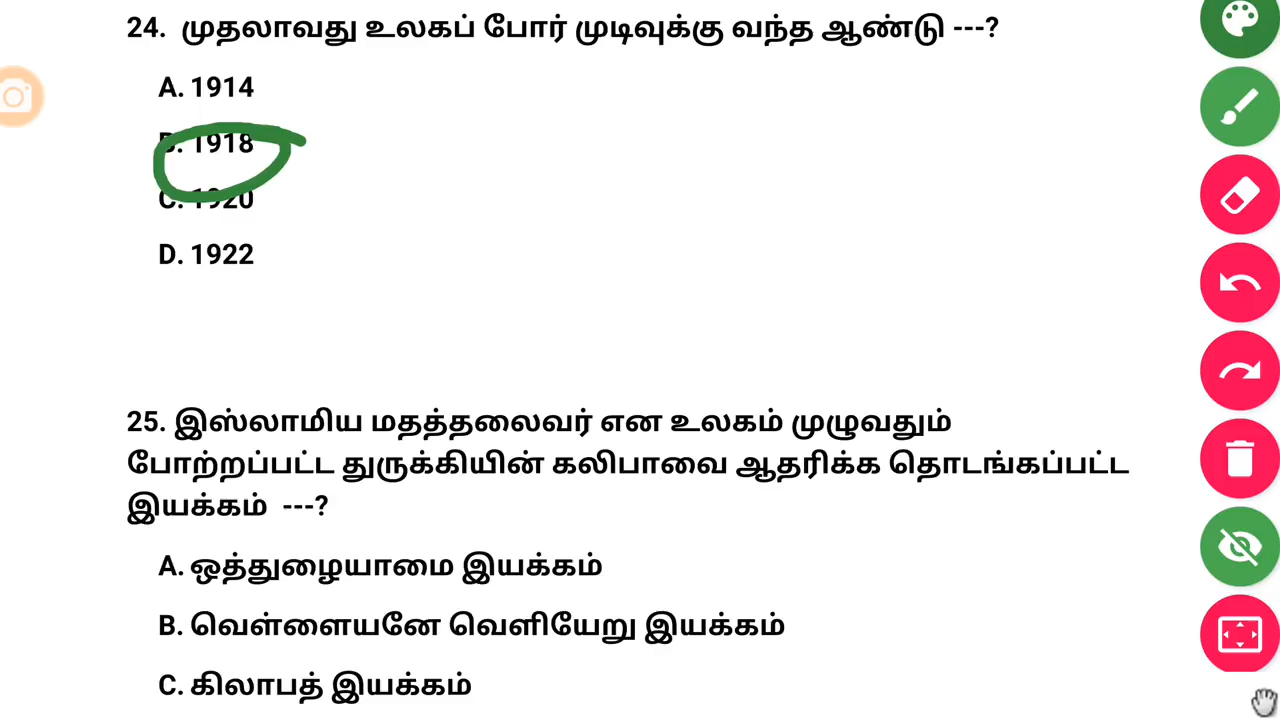 24. முதலாவது உலகப் போர் முடிவுக்கு வந்த ஆண்டு ---?
A. 1914
B. 1918
C. 1920
D. 1922
25. இஸ்லாமிய மதத்தலைவர் என உலகம் முழுவதும்
போற்றப்பட்ட துருக்கியின் கலிபாவை ஆதரிக்க தொடங்கப்பட்ட
இயக்கம் ---?
A. ஒத்துழையாமை இயக்கம்
B. வெள்ளையனே வெளியேறு இயக்கம்
C. கிலாபத் இயக்கம்